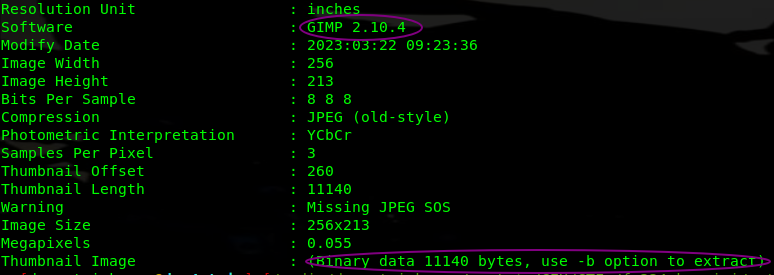 Resolution Unit : inches
Software : GIMP 2.10.4
Modify Date : 2023:03:22 09:23:36
Image Width : 256
Image Height : 213
Bits Per Sample : 8 8 8
Compression : JPEG (old-style)
Photometric Interpretation : YCbCr
Samples Per Pixel : 3
Thumbnail Offset : 260
Thumbnail Length : 11140
Warning : Missing JPEG SOS
Image Size : 256x213
Megapixels : 0.055
Thumbnail Image : (Binary data 11140 bytes, use -b option to extract)